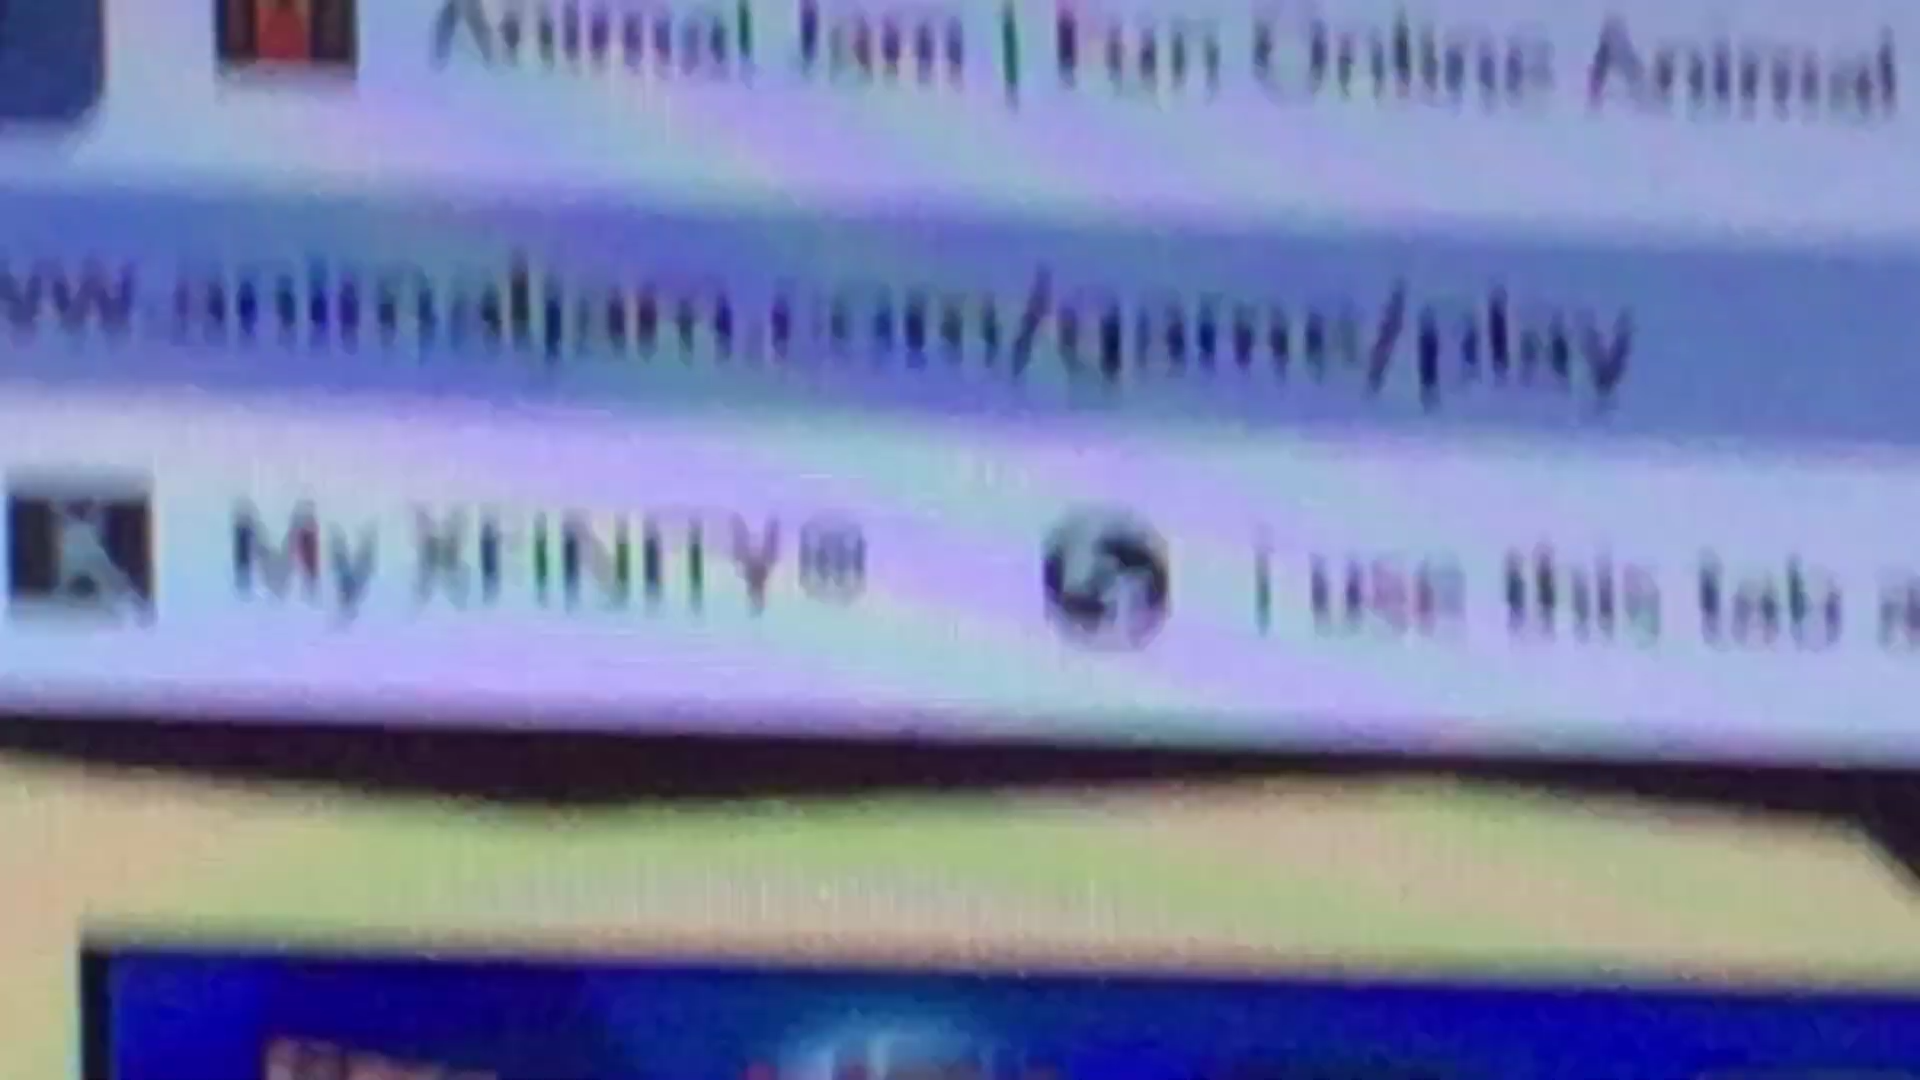 Animal Jam | Fun Online Animal
ww.animaljam.com/game/play
My XFINITY® I use this tab